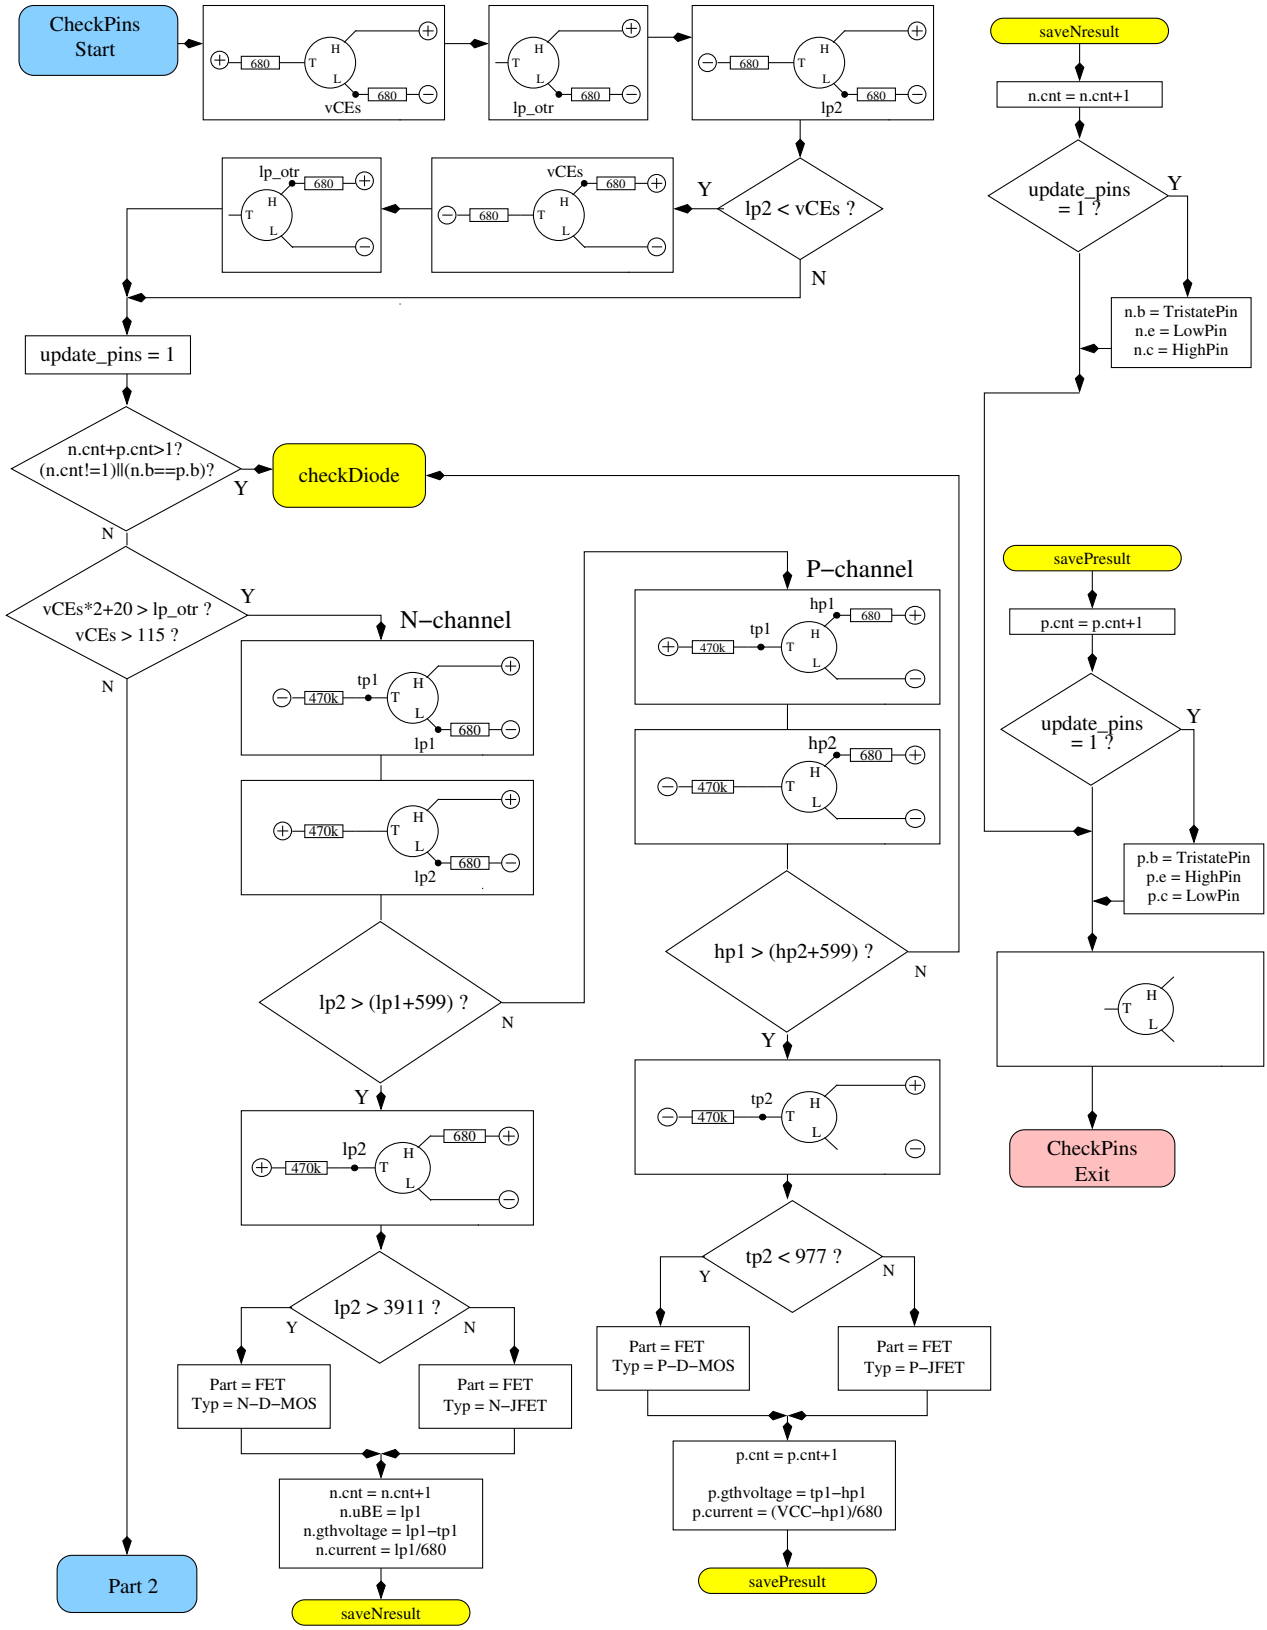 CheckPins
Start
H
T
L
+
680
680
−
+
vCEs
H
T
L
+
680
−
lp_otr
H
T
L
−
680
+
680
−
lp2
lp2 < vCEs ?
Y
N
vCEs
H
T
L
−
680
680
+
−
lp_otr
H
T
L
680
+
−
update_pins = 1
n.cnt+p.cnt>1?
(n.cnt!=1)||(n.b==p.b)?
Y
N
checkDiode
vCEs*2+20 > lp_otr ?
vCEs > 115 ?
Y
N
Part 2
N−channel
tp1
H
T
L
−
470k
+
680
−
lp1
H
T
L
+
470k
+
680
−
lp2
lp2 > (lp1+599) ?
N
Y
lp2
H
T
L
+
470k
680
+
−
lp2 > 3911 ?
Y
N
Part = FET
Typ = N−D−MOS
Part = FET
Typ = N−JFET
n.cnt = n.cnt+1
n.uBE = lp1
n.gthvoltage = lp1−tp1
n.current = lp1/680
saveNresult
P−channel
hp1
tp1
H
T
L
+
470k
680
+
−
hp2
H
T
L
−
470k
680
+
−
hp1 > (hp2+599) ?
N
Y
tp2
H
T
L
−
470k
+
−
tp2 < 977 ?
Y
N
Part = FET
Typ = P−D−MOS
Part = FET
Typ = P−JFET
p.cnt = p.cnt+1
p.gthvoltage = tp1−hp1
p.current = (VCC−hp1)/680
savePresult
saveNresult
n.cnt = n.cnt+1
update_pins
= 1 ?
Y
n.b = TristatePin
n.e = LowPin
n.c = HighPin
savePresult
p.cnt = p.cnt+1
update_pins
= 1 ?
Y
p.b = TristatePin
p.e = HighPin
p.c = LowPin
H
T
L
CheckPins
Exit